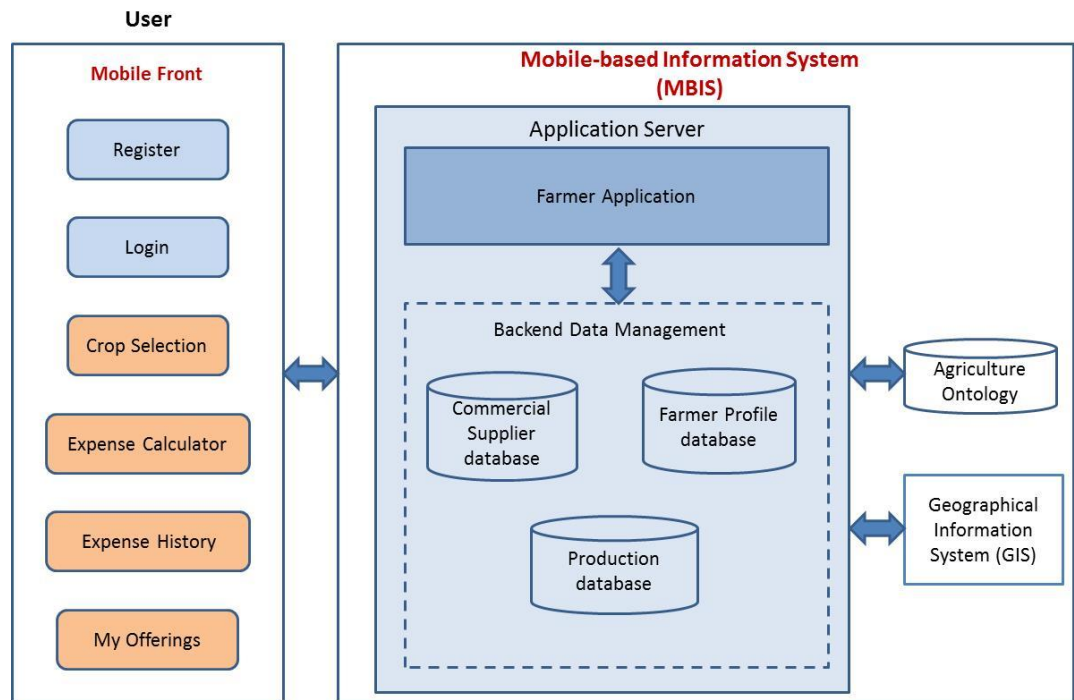 User
Mobile Front
Register
Login
Crop Selection
Expense Calculator
Expense History
My Offerings
Mobile-based Information System
(MBIS)
Application Server
Farmer Application
Backend Data Management
Commercial
Supplier
database
Farmer Profile
database
Production
database
Agriculture
Ontology
Geographical
Information
System (GIS)